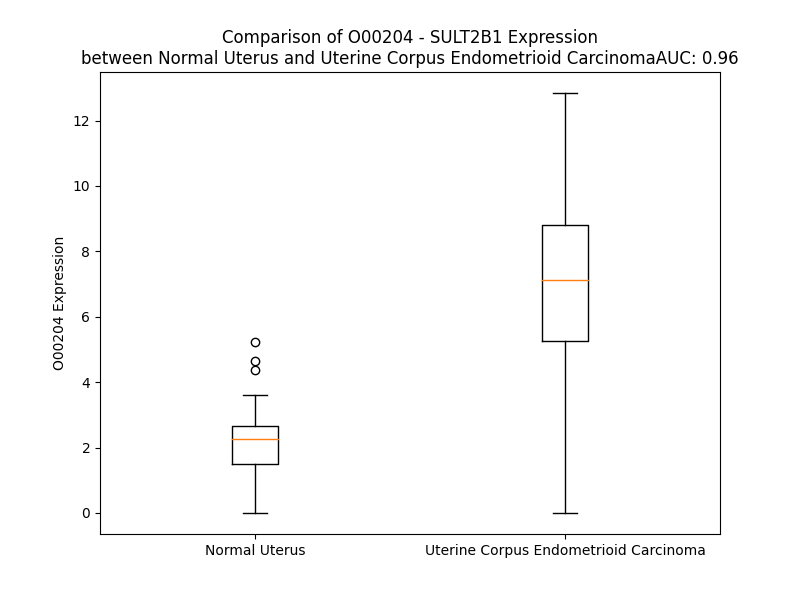 Comparison of O00204 - SULT2B1 Expression
between Normal Uterus and Uterine Corpus Endometrioid CarcinomaAUC: 0.96
O00204 Expression
12
10
8
6
4
2
0
Normal Uterus
Uterine Corpus Endometrioid Carcinoma